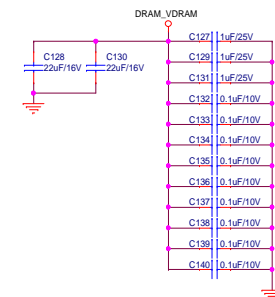 DRAM_VDRAM
C127 1uF/25V
C128 C130 C129 1uF/25V
22uF/16V 22uF/16V C131 1uF/25V
C132 0.1uF/10V
C133 0.1uF/10V
C134 0.1uF/10V
C135 0.1uF/10V
C136 0.1uF/10V
C137 0.1uF/10V
C138 0.1uF/10V
C139 0.1uF/10V
C140 0.1uF/10V